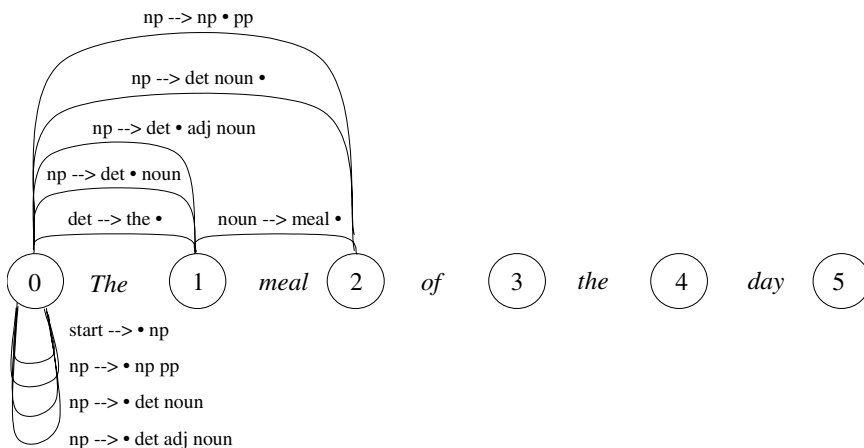 np --> np • pp
np --> det noun •
np --> det • adj noun
np --> det • noun
det --> the • noun --> meal •
0 The 1 meal 2 of 3 the 4 day 5
start --> • np
np --> • np pp
np --> • det noun
np --> • det adj noun